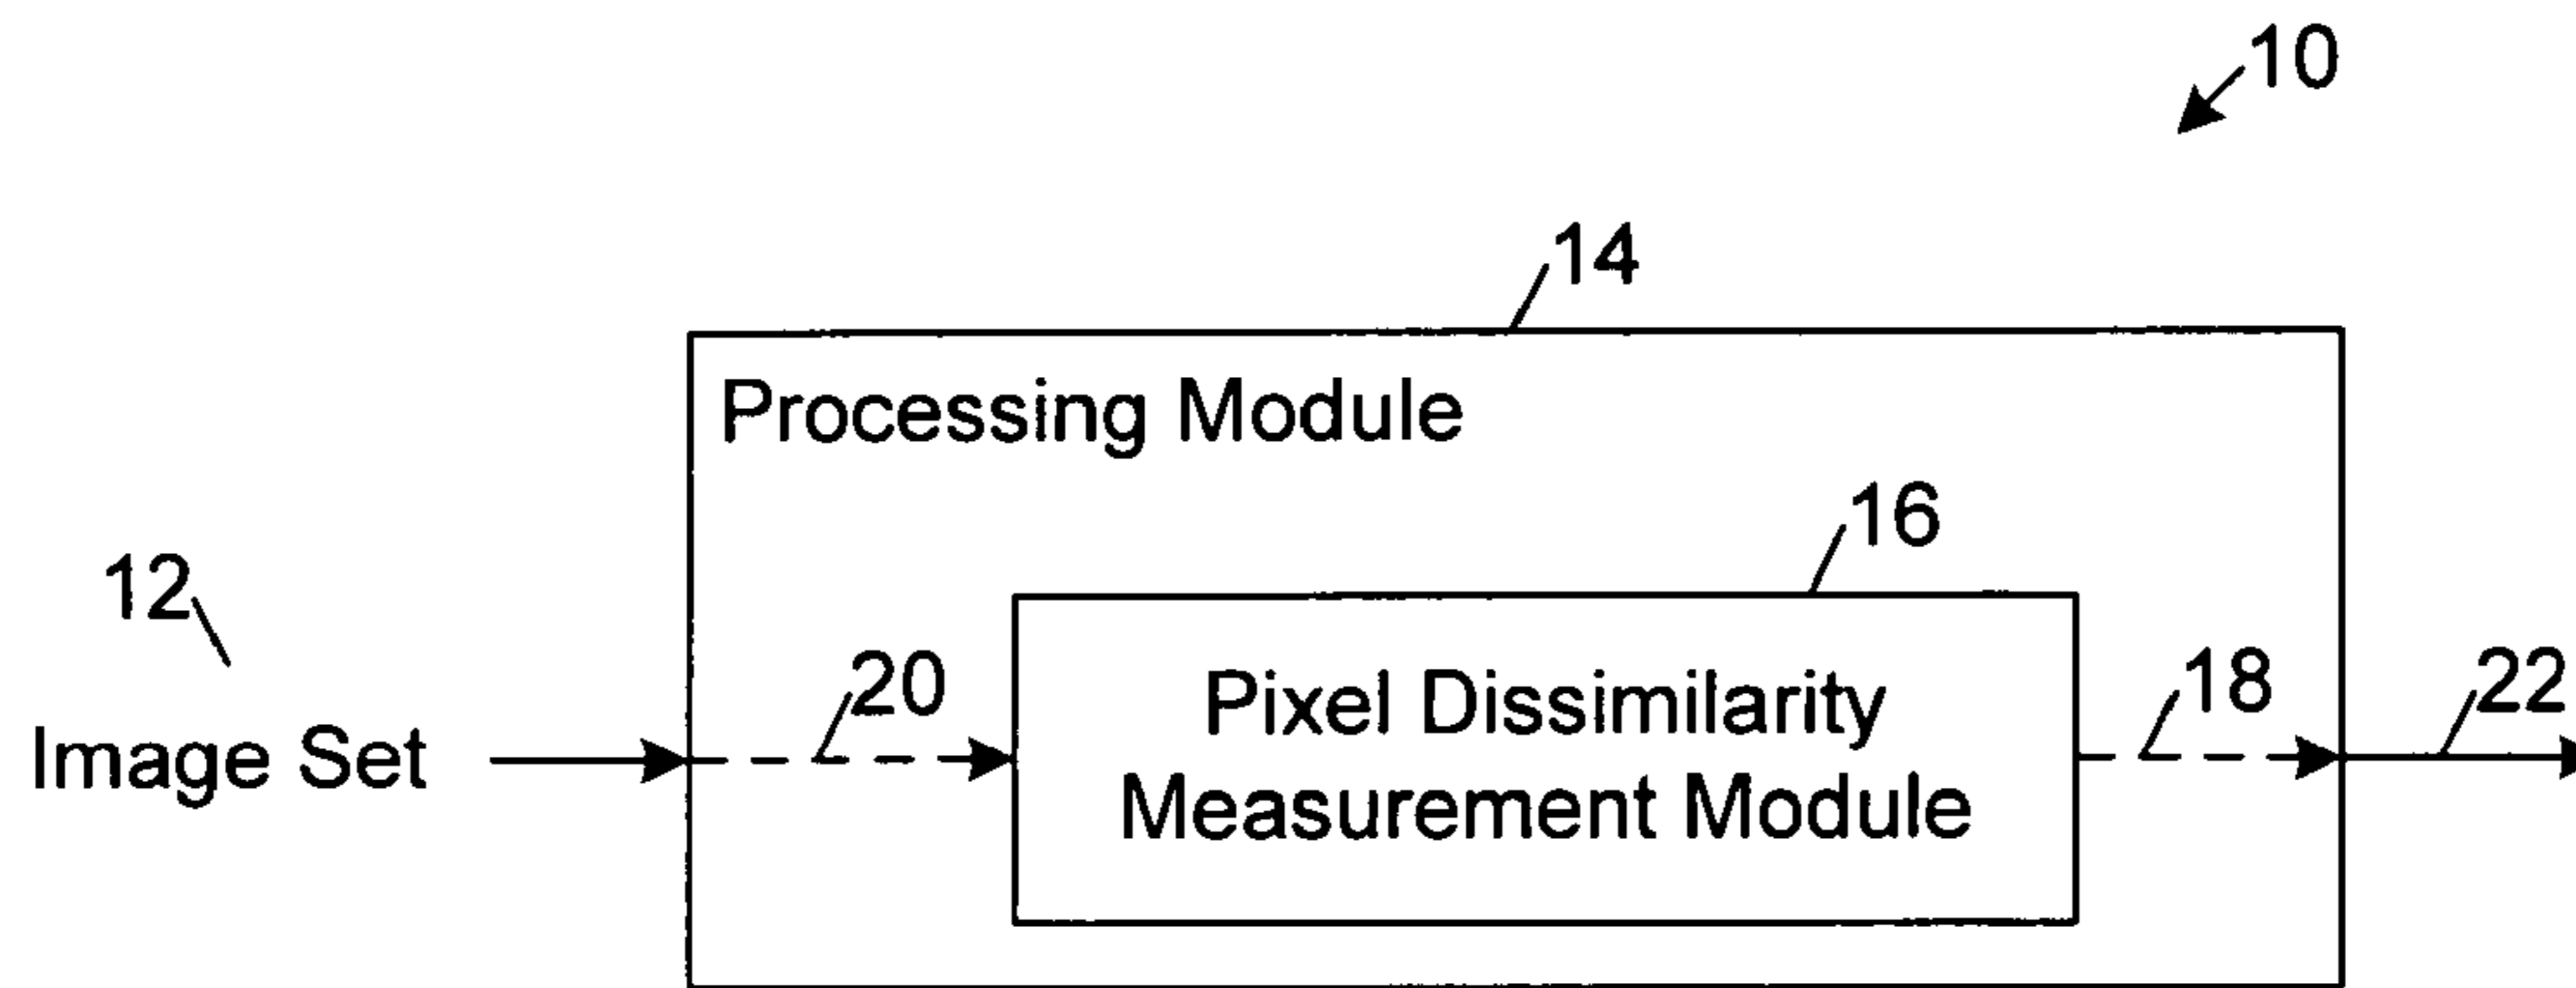 10
14
Processing Module
16
12
20
18
22
Image Set
Pixel Dissimilarity
Measurement Module